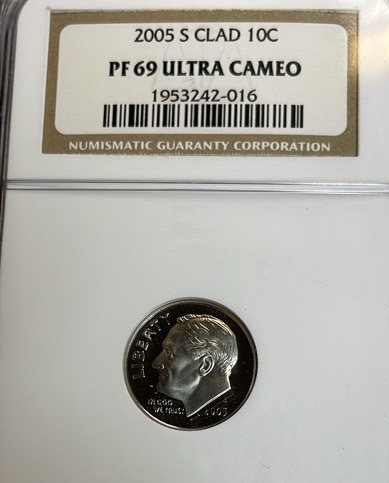 2005 S CLAD 10C
PF 69 ULTRA CAMEO
1953242-016
NUMISMATIC GUARANTY CORPORATION
LIBERTY
IN GOD
WE TRUST
2005